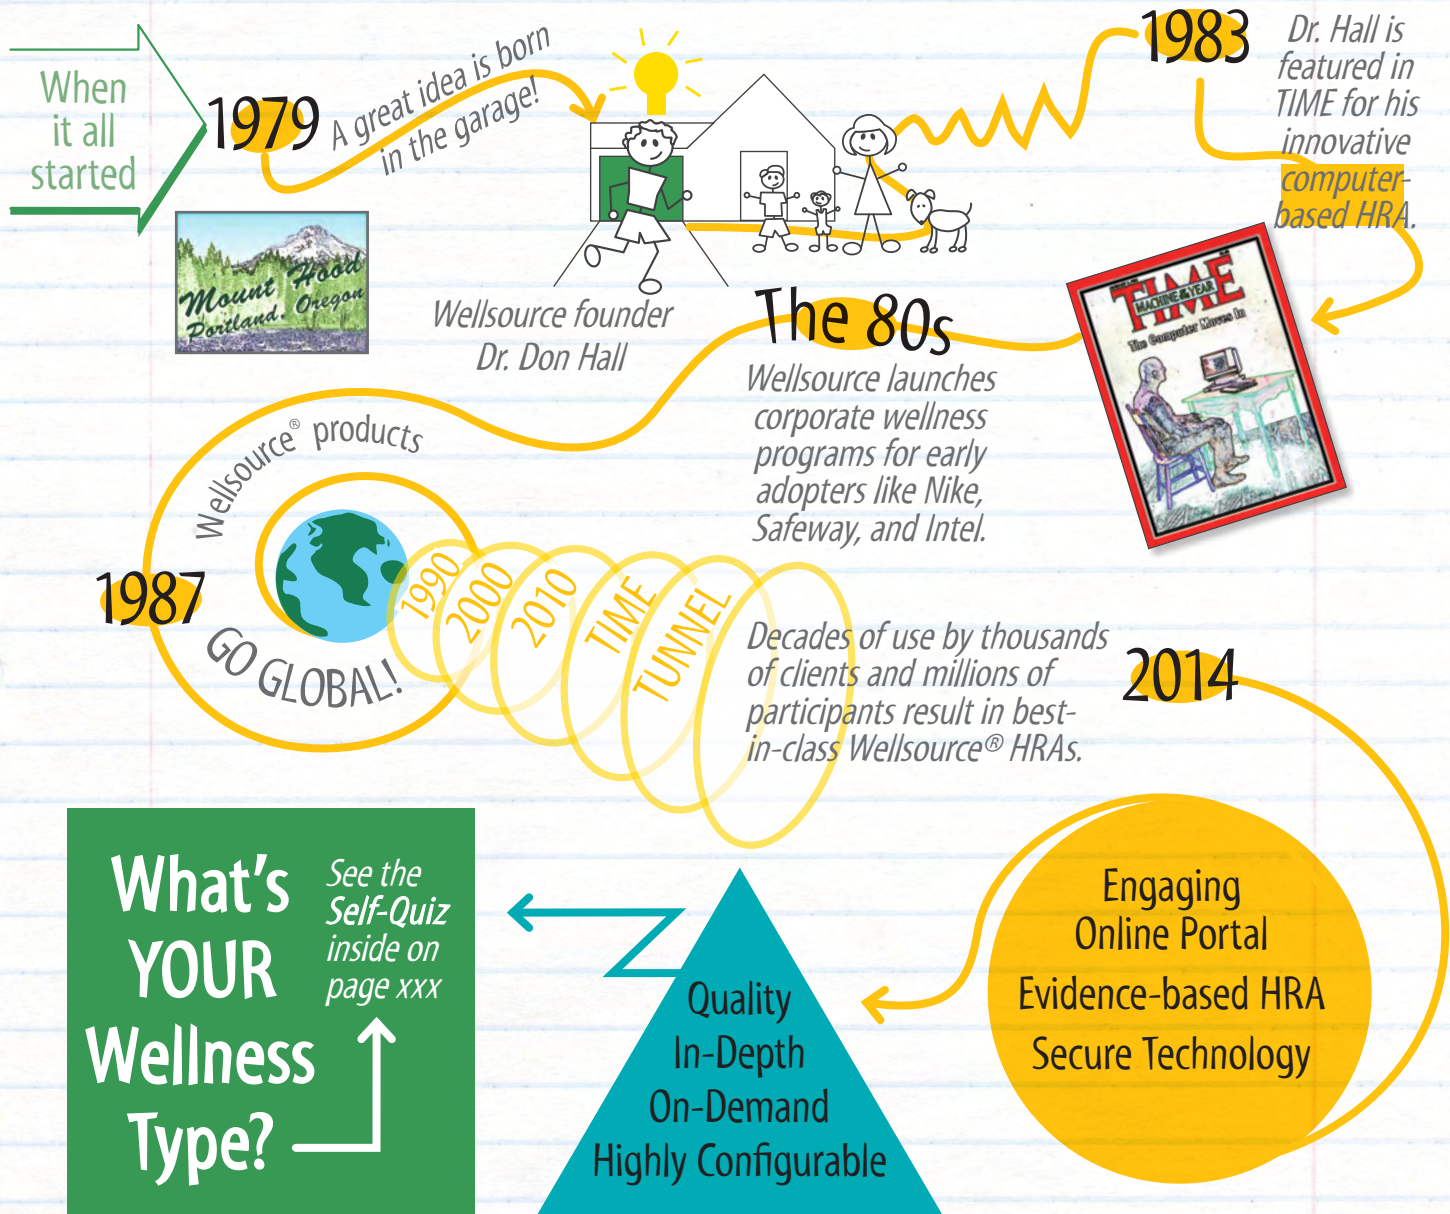 When
it all
started
1979
A great idea is born
in the garage!
Mount Hood
Portland, Oregon
Wellsource founder
Dr. Don Hall
1983
Dr. Hall is
featured in
TIME for his
innovative
computer-
based HRA.
TIME
MACHINE OF THE YEAR
The Computer Moves In
The 80s
Wellsource launches
corporate wellness
programs for early
adopters like Nike,
Safeway, and Intel.
Wellsource® products
1987
GO GLOBAL!
1990
2000
2010
TIME
TUNNEL
Decades of use by thousands
of clients and millions of
participants result in best-
in-class Wellsource® HRAs.
2014
Engaging
Online Portal
Evidence-based HRA
Secure Technology
Quality
In-Depth
On-Demand
Highly Configurable
What's
YOUR
Wellness
Type?
See the
Self-Quiz
inside on
page xxx